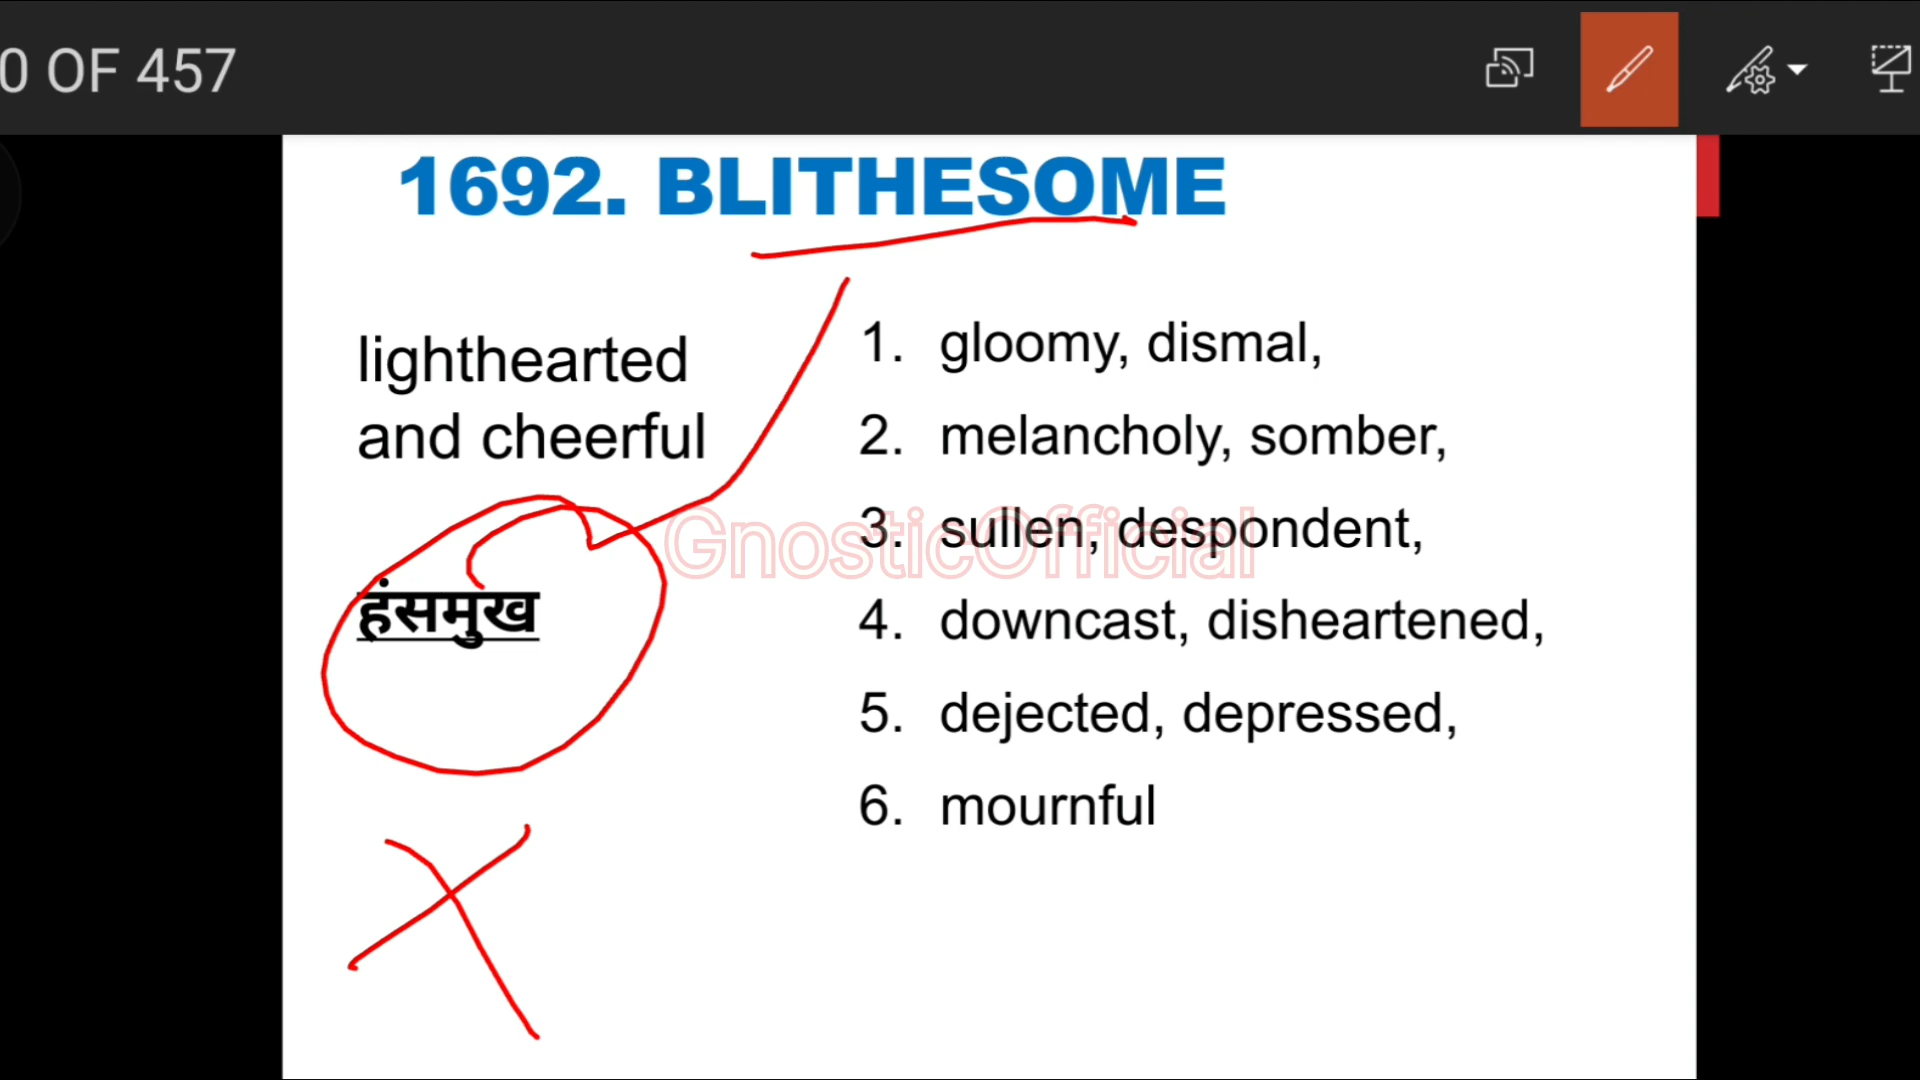 0 OF 457
1692. BLITHESOME
lighthearted
and cheerful
हंसमुख
1. gloomy, dismal,
2. melancholy, somber,
3. sullen, despondent,
4. downcast, disheartened,
5. dejected, depressed,
6. mournful
GnosticOfficial